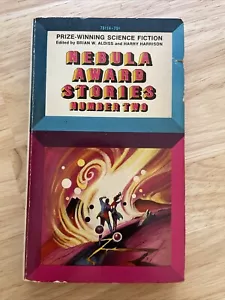 PRIZE-WINNING SCIENCE FICTION
Edited by BRIAN W. ALDISS and HARRY HARRISON
NEBULA
AWARD
STORIES
NUMBER TWO